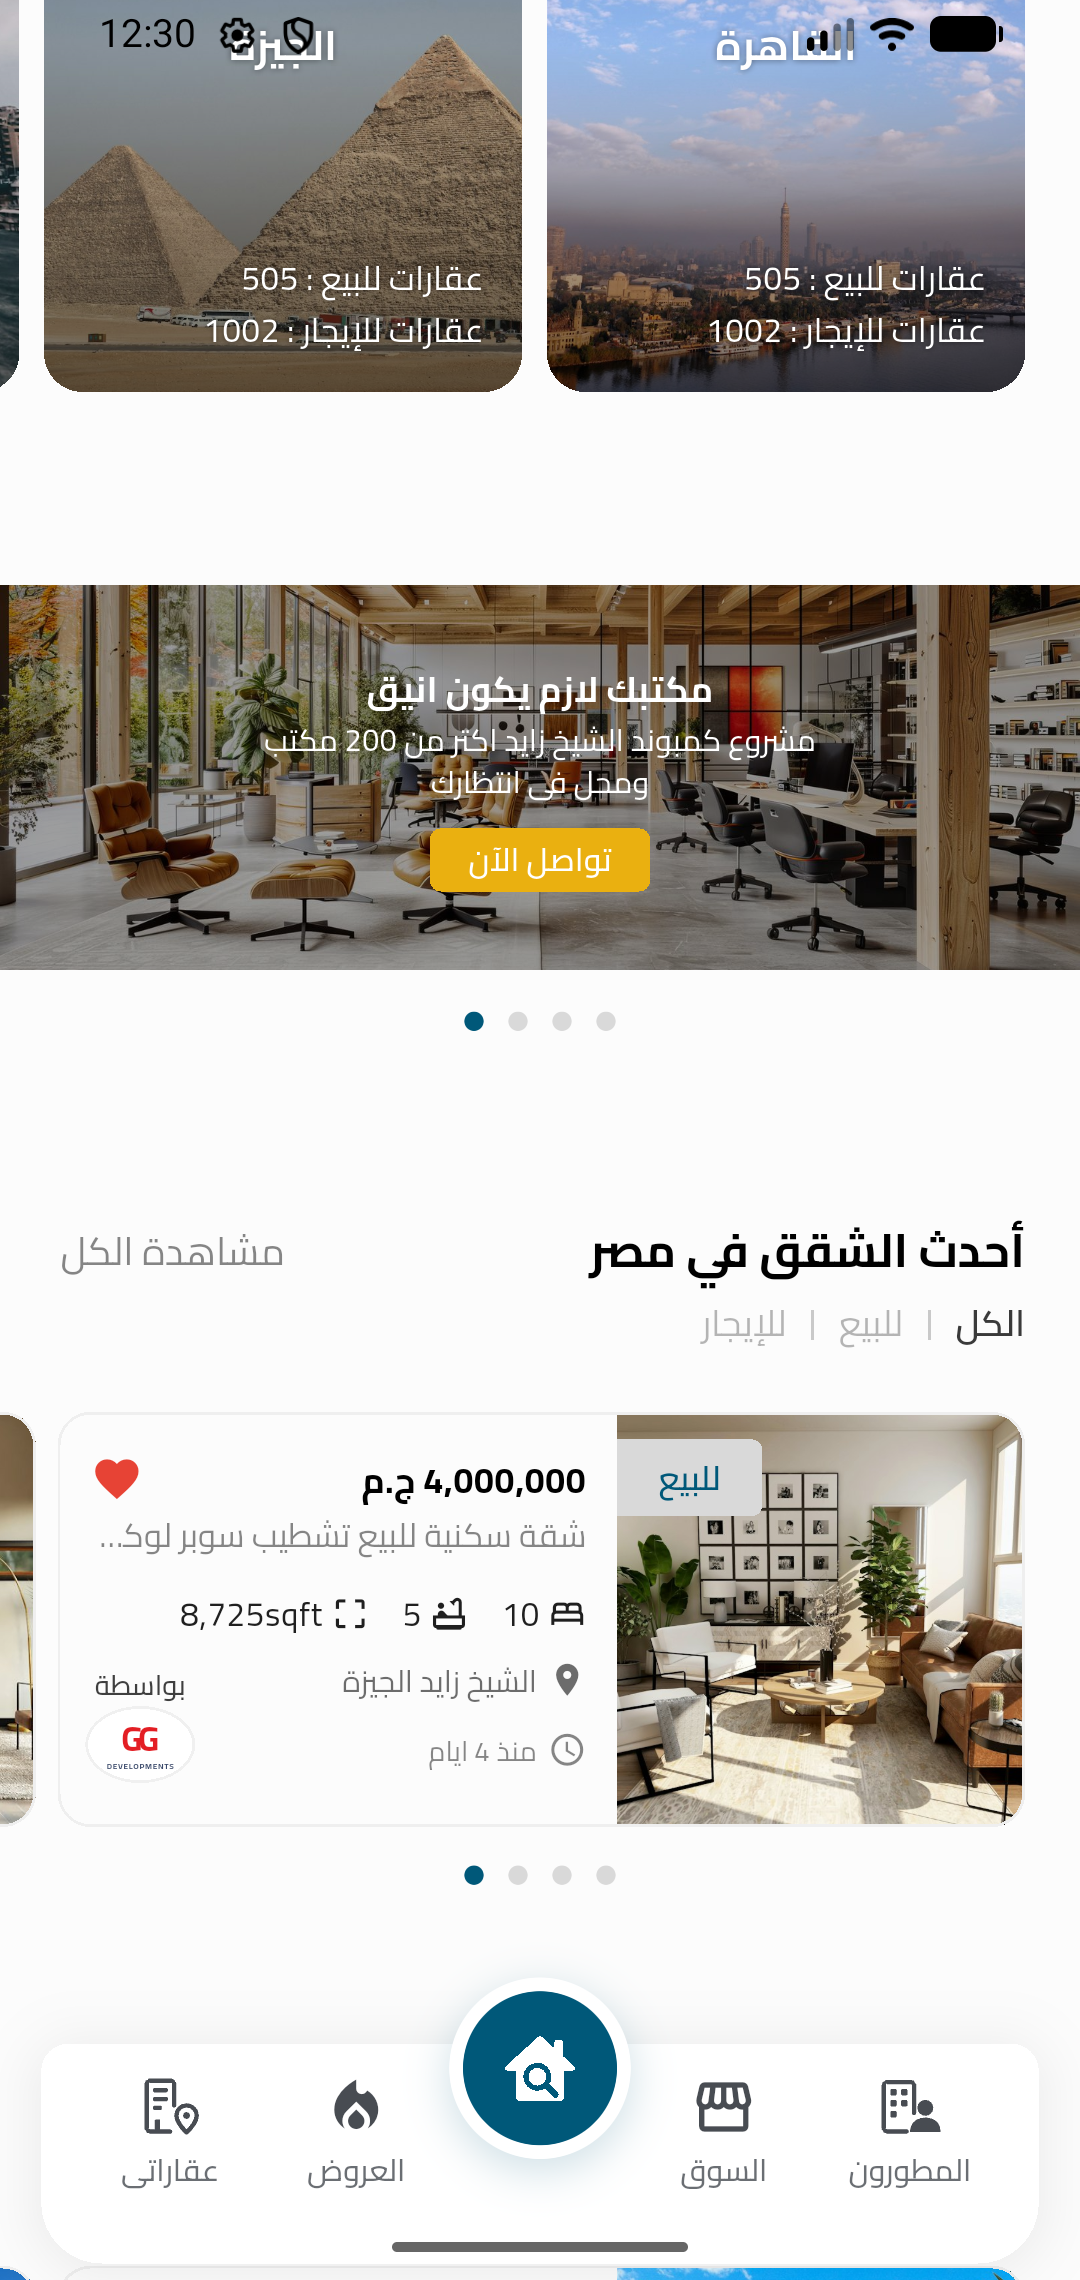 12:30
القاهرة
عقارات للبيع : 505
عقارات للإيجار : 1002
الجيزة
عقارات للبيع : 505
عقارات للإيجار : 1002
مكتبك لازم يكون انيق
مشروع كمبوند الشيخ زايد اكتر من 200 مكتب
ومحل فى انتظارك
تواصل الآن
أحدث الشقق في مصر
مشاهدة الكل
الكل | للبيع | للإيجار
للبيع
4,000,000 ج.م
شقة سكنية للبيع تشطيب سوبر لوكـ...
10 5 8,725sqft
الشيخ زايد الجيزة
منذ 4 ايام
بواسطة
GG
DEVELOPMENTS
المطورون
السوق
العروض
عقاراتى